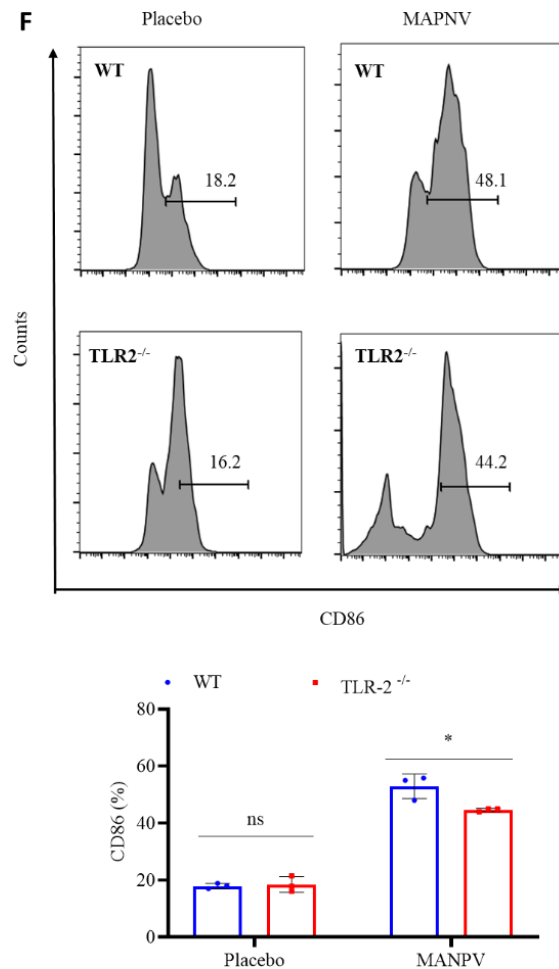 F
Placebo MAPNV
WT WT
18.2 48.1
TLR2-/- TLR2-/-
16.2 44.2
Counts
CD86
WT TLR-2 -/-
80
60
40
20
0
CD86 (%)
ns *
Placebo MANPV